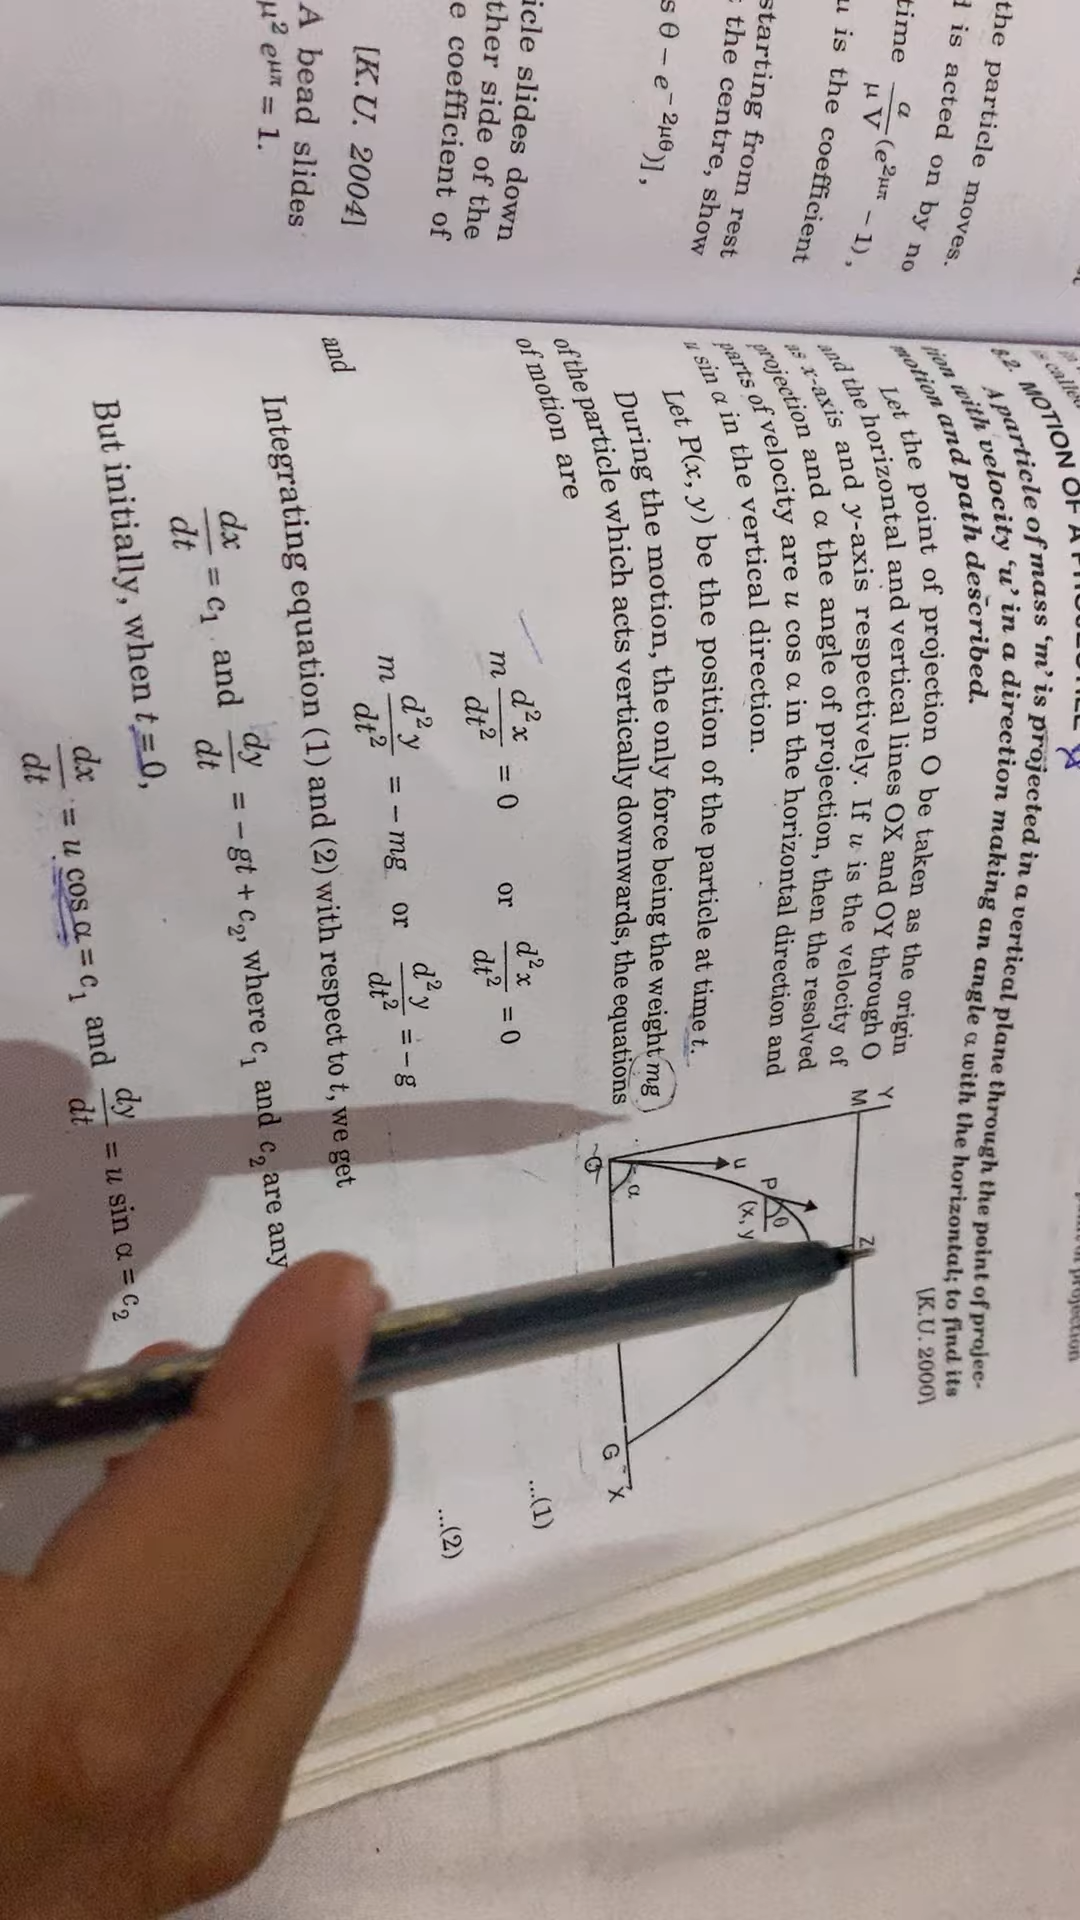 the particle moves.
is acted on by no
time a/μV (e^2μπ − 1),
u is the coefficient
starting from rest
the centre, show
s θ − e^−2μθ)],
icle slides down
ther side of the
e coefficient of
[K.U. 2004]
A bead slides
μ² e^μπ = 1.
MOTION OF A
A particle of mass 'm' is projected in a vertical plane through the point of projec-
tion with velocity 'u' in a direction making an angle α with the horizontal; to find its
motion and path described.
[K.U. 2000]
Let the point of projection O be taken as the origin
and the horizontal and vertical lines OX and OY through O
as x-axis and y-axis respectively. If u is the velocity of
projection and α the angle of projection, then the resolved
parts of velocity are u cos α in the horizontal direction and
u sin α in the vertical direction.
Let P(x, y) be the position of the particle at time t.
During the motion, the only force being the weight mg
of the particle which acts vertically downwards, the equations
of motion are
Y
M
Z
u
P
θ
(x, y
α
O
G
X
m d²x/dt² = 0 or d²x/dt² = 0 ...(1)
and m d²y/dt² = − mg or d²y/dt² = − g ...(2)
Integrating equation (1) and (2) with respect to t, we get
dx/dt = c₁ and dy/dt = − gt + c₂, where c₁ and c₂ are any
But initially, when t = 0,
dx/dt = u cos α = c₁ and dy/dt = u sin α = c₂